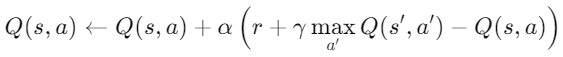 Q(s, a) ← Q(s, a) + α ( r + γ max_{a′} Q(s′, a′) − Q(s, a) )